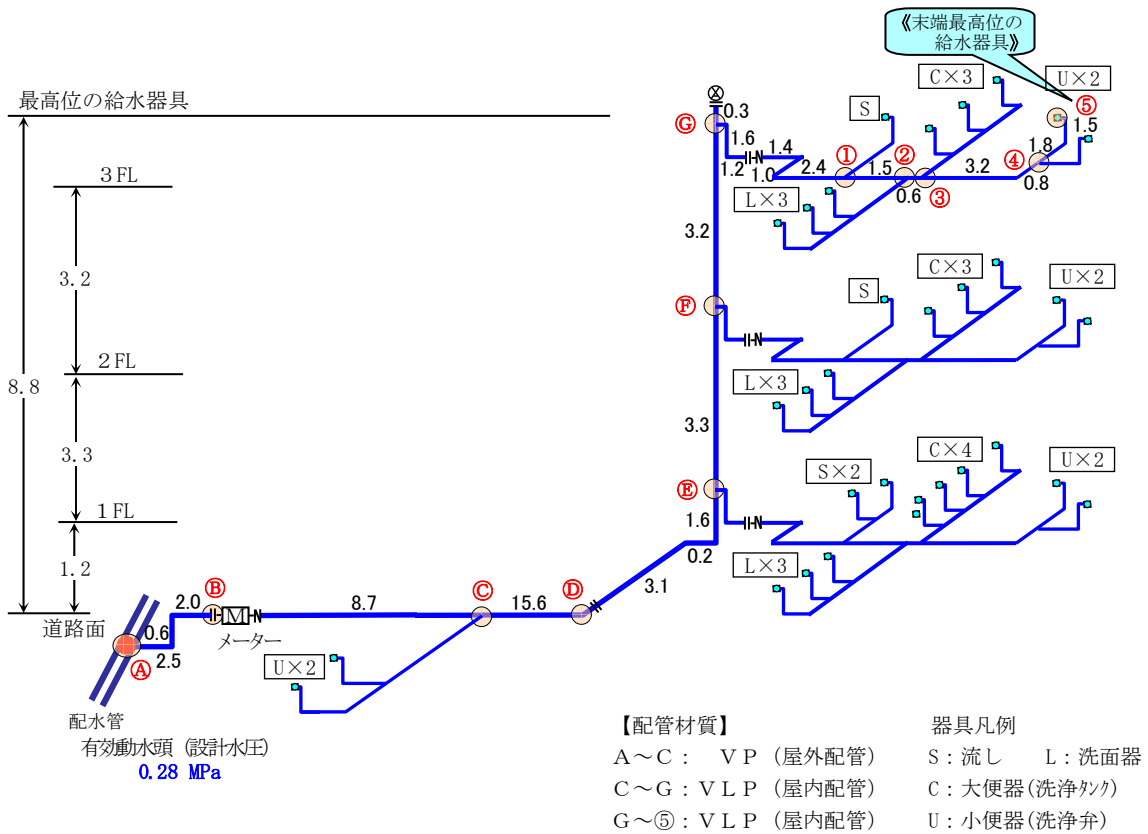 《末端最高位の
給水器具》
最高位の給水器具
C×3
U×2
⑤
S
Ⓖ
0.3
1.6
1.4
1.2
1.0
2.4
①
1.5
②
0.6
③
3.2
④
1.8
0.8
1.5
L×3
3FL
3.2
3.2
Ⓕ
S
C×3
U×2
L×3
2FL
8.8
3.3
3.3
Ⓔ
S×2
C×4
U×2
L×3
1FL
1.6
0.2
1.2
3.1
道路面
Ⓐ
0.6
2.5
2.0
Ⓑ
M
メーター
8.7
Ⓒ
15.6
Ⓓ
U×2
配水管
有効動水頭（設計水圧）
0.28 MPa
【配管材質】
A～C： VP（屋外配管）
C～G：VLP（屋内配管）
G～⑤：VLP（屋内配管）
器具凡例
S：流し L：洗面器
C：大便器(洗浄ﾀﾝｸ)
U：小便器(洗浄弁)